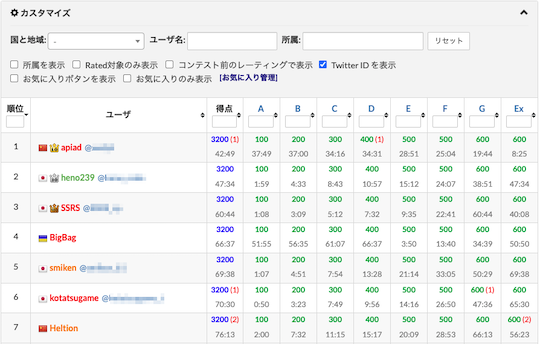 カスタマイズ
国と地域: - ユーザ名: 所属: リセット
所属を表示 Rated対象のみ表示 コンテスト前のレーティングで表示 Twitter ID を表示
お気に入りボタンを表示 お気に入りのみ表示 [お気に入り管理]
順位 ユーザ 得点 A B C D E F G Ex
1 apiad @ 3200 (1) 100 200 300 400 (1) 500 500 600 600
42:49 37:49 37:00 34:16 34:31 28:51 25:04 19:44 8:25
2 heno239 @ 3200 100 200 300 400 500 500 600 600
47:34 1:59 4:33 8:43 10:57 15:12 24:07 38:51 47:34
3 SSRS @ 3200 100 200 300 400 500 500 600 600
60:44 1:08 3:09 5:12 7:32 9:35 22:41 60:44 40:08
4 BigBag 3200 100 200 300 400 500 500 600 600
66:37 51:55 56:35 61:07 66:37 3:50 13:40 34:39 50:50
5 smiken @ 3200 100 200 300 400 500 500 600 600
69:38 1:07 4:51 7:54 13:28 21:14 33:05 50:29 69:38
6 kotatsugame @ 3200 (1) 100 200 300 400 500 500 600 (1) 600
70:30 0:50 3:23 7:49 9:56 14:16 26:50 47:36 65:30
7 Heltion 3200 (2) 100 200 300 400 500 500 600 600 (2)
76:13 2:00 7:32 11:15 15:17 20:09 28:53 66:13 56:23